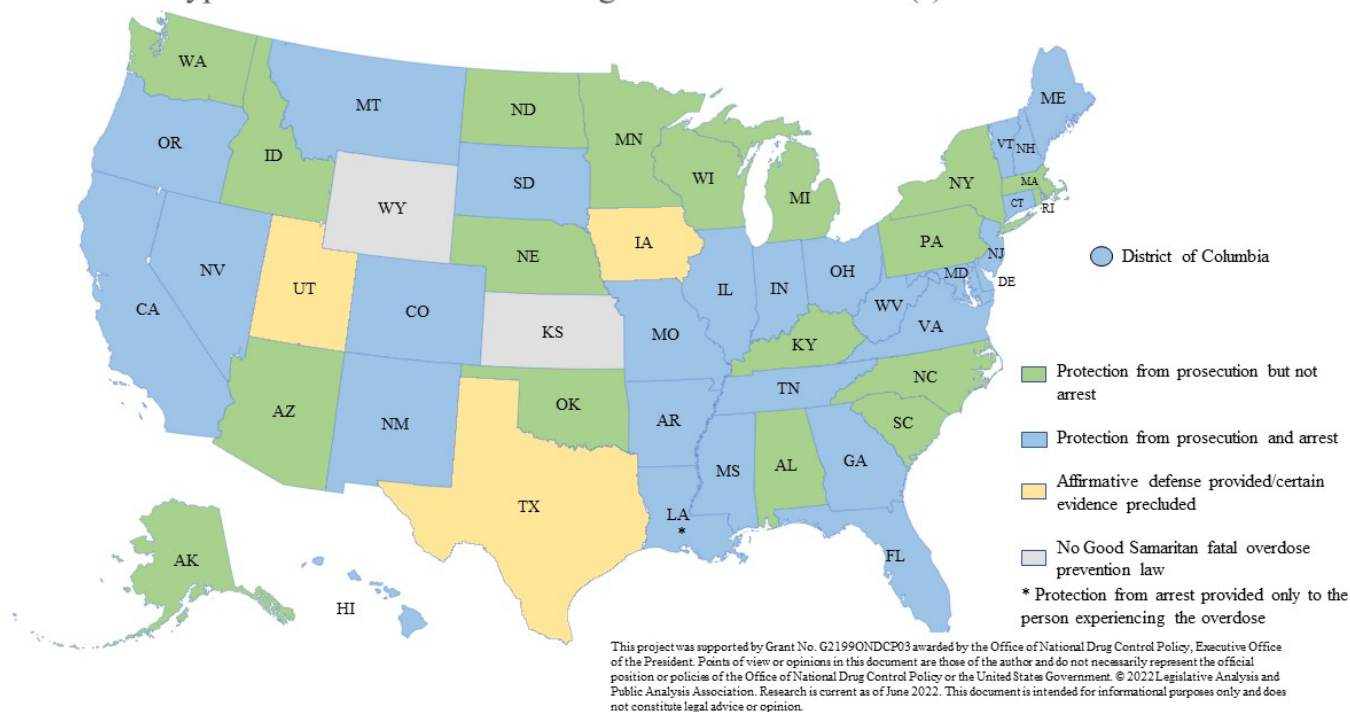 WA
MT
ND
MN
ME
OR
ID
SD
WI
MI
NY
VT
NH
MA
CT
RI
WY
NE
IA
PA
NJ
District of Columbia
NV
UT
CO
IL
IN
OH
MD
DE
WV
VA
CA
KS
MO
KY
NC
TN
AZ
NM
OK
AR
SC
MS
AL
GA
TX
LA
*
FL
AK
HI
Protection from prosecution but not
arrest
Protection from prosecution and arrest
Affirmative defense provided/certain
evidence precluded
No Good Samaritan fatal overdose
prevention law
* Protection from arrest provided only to the
person experiencing the overdose
This project was supported by Grant No. G2199ONDCP03 awarded by the Office of National Drug Control Policy, Executive Office
of the President. Points of view or opinions in this document are those of the author and do not necessarily represent the official
position or policies of the Office of National Drug Control Policy or the United States Government. © 2022 Legislative Analysis and
Public Analysis Association. Research is current as of June 2022. This document is intended for informational purposes only and does
not constitute legal advice or opinion.